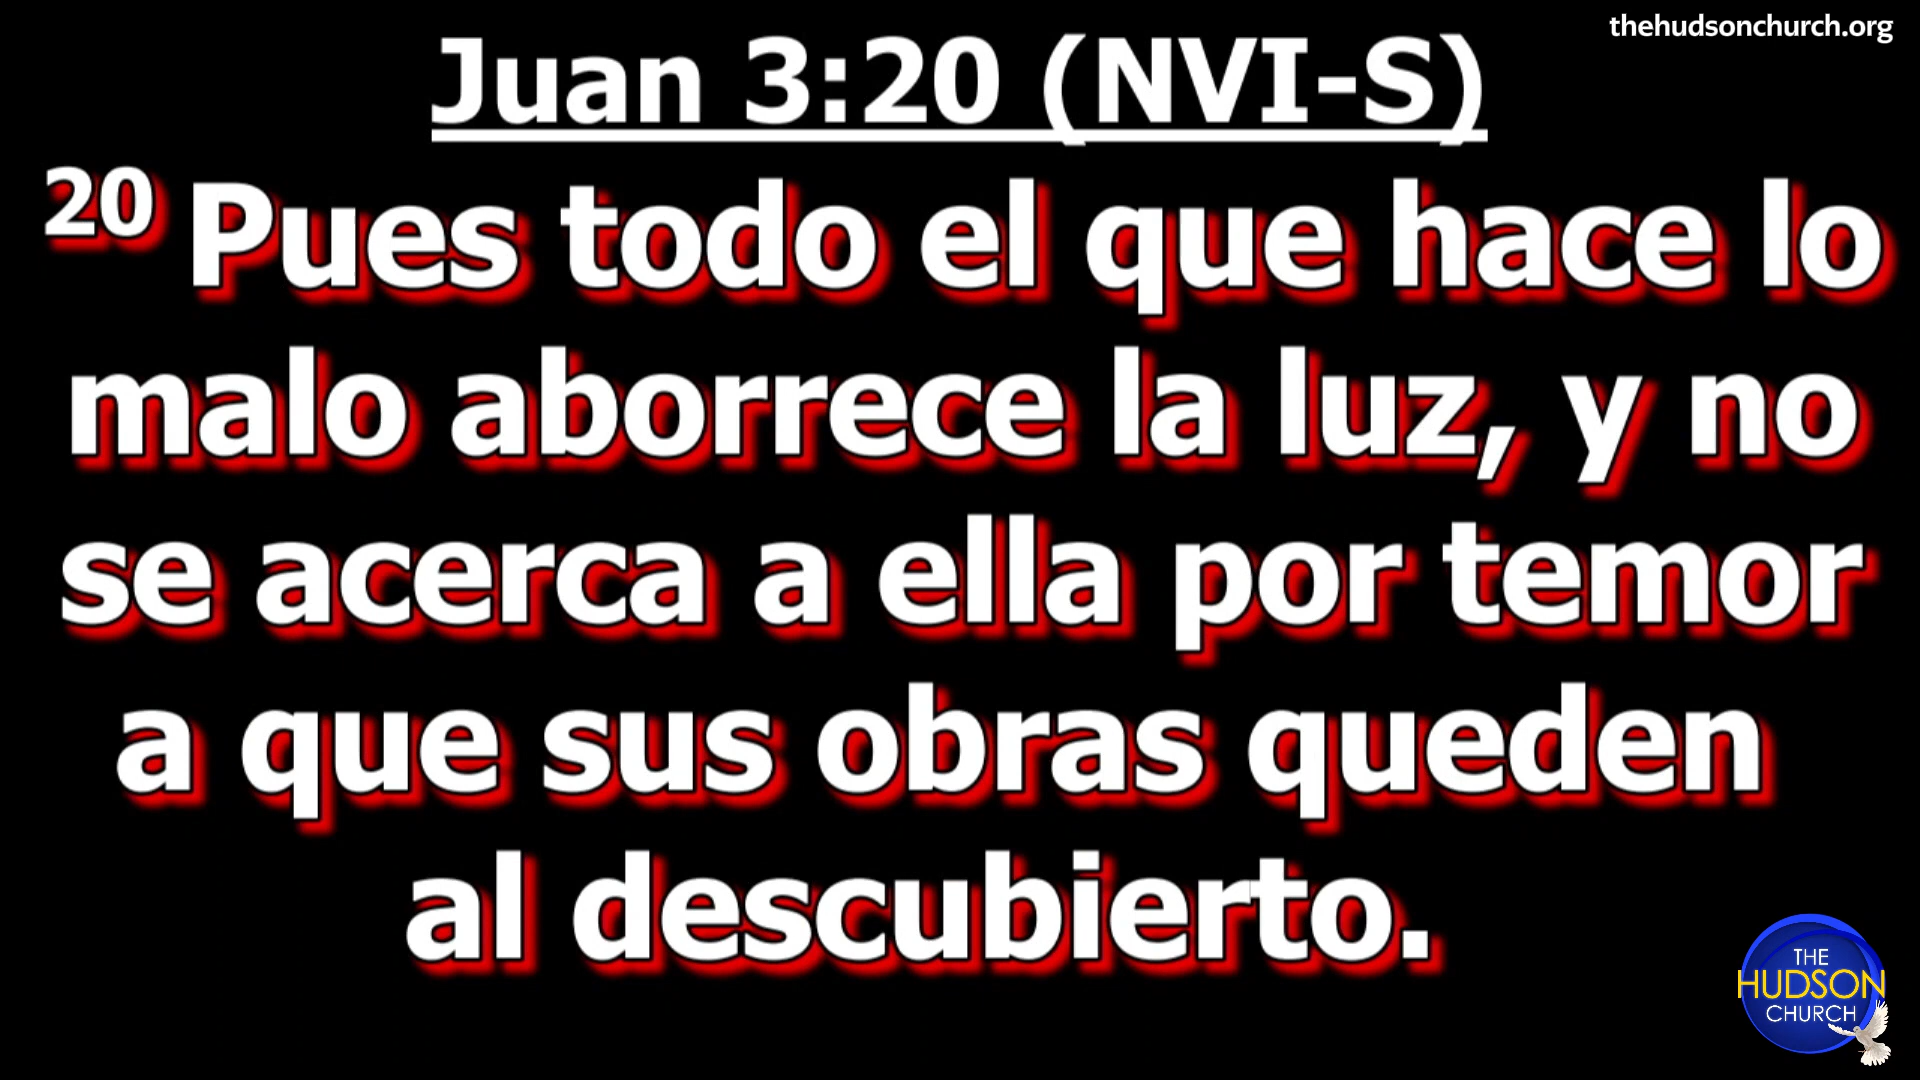 thehudsonchurch.org
Juan 3:20 (NVI-S)
20 Pues todo el que hace lo
malo aborrece la luz, y no
se acerca a ella por temor
a que sus obras queden
al descubierto.
THE
HUDSON
CHURCH